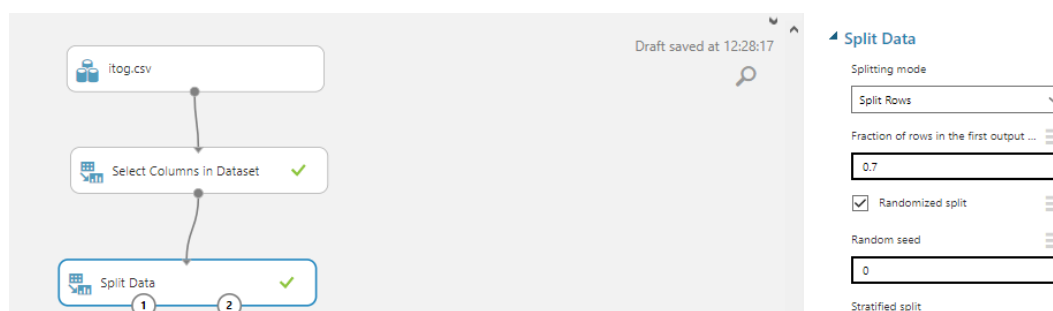 Draft saved at 12:28:17
itog.csv
Select Columns in Dataset
Split Data
1
2
Split Data
Splitting mode
Split Rows
Fraction of rows in the first output ...
0.7
Randomized split
Random seed
0
Stratified split